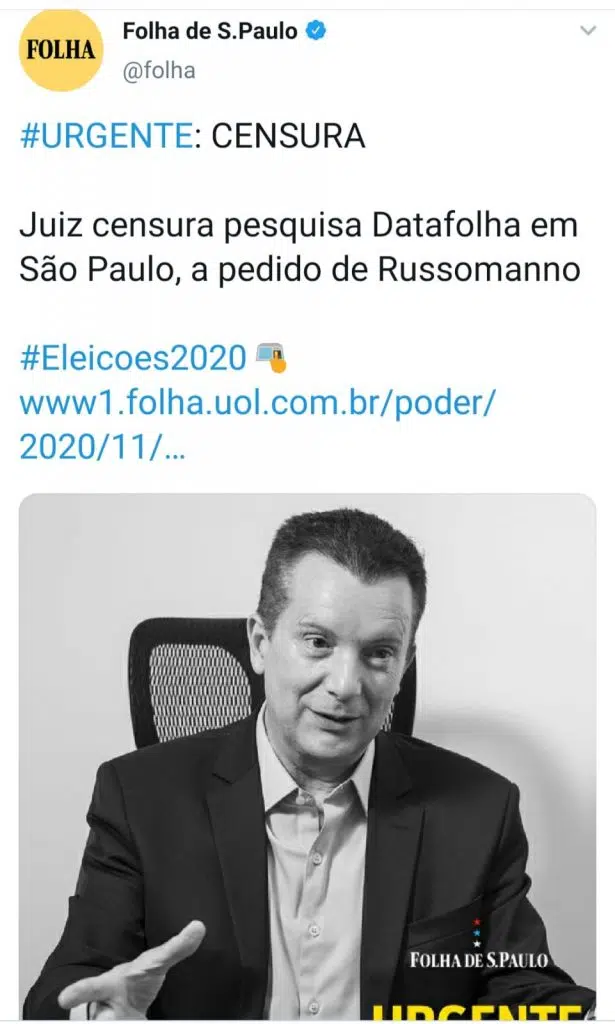 FOLHA
Folha de S.Paulo
@folha
#URGENTE: CENSURA
Juiz censura pesquisa Datafolha em
São Paulo, a pedido de Russomanno
#Eleicoes2020
www1.folha.uol.com.br/poder/
2020/11/...
FOLHA DE S.PAULO
URGENTE